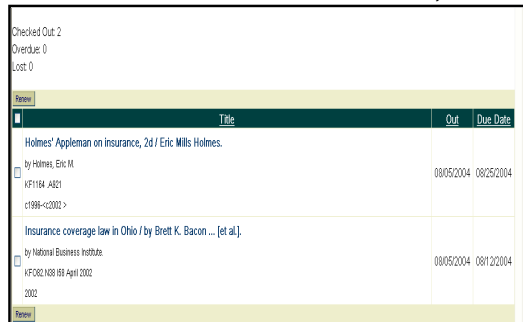 Checked Out: 2
Overdue: 0
Lost: 0
Renew
Title Out Due Date
Holmes' Appleman on insurance, 2d / Eric Mills Holmes.
by Holmes, Eric M.
KF1164 .A821
c1996-<c2002 >
08/05/2004 08/25/2004
Insurance coverage law in Ohio / by Brett K. Bacon ... [et al.].
by National Business Institute.
KFO82.N38 I58 April 2002
2002
08/05/2004 08/12/2004
Renew